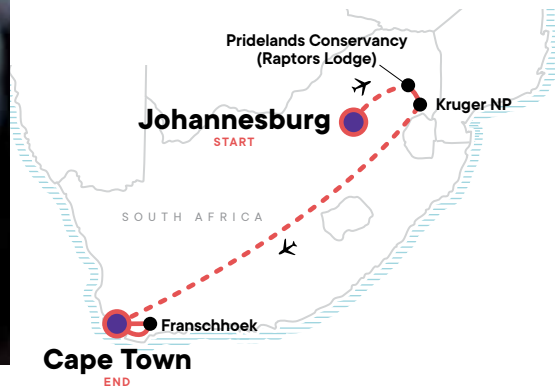 Pridelands Conservancy
(Raptors Lodge)
Johannesburg
START
Kruger NP
SOUTH AFRICA
Franschhoek
Cape Town
END